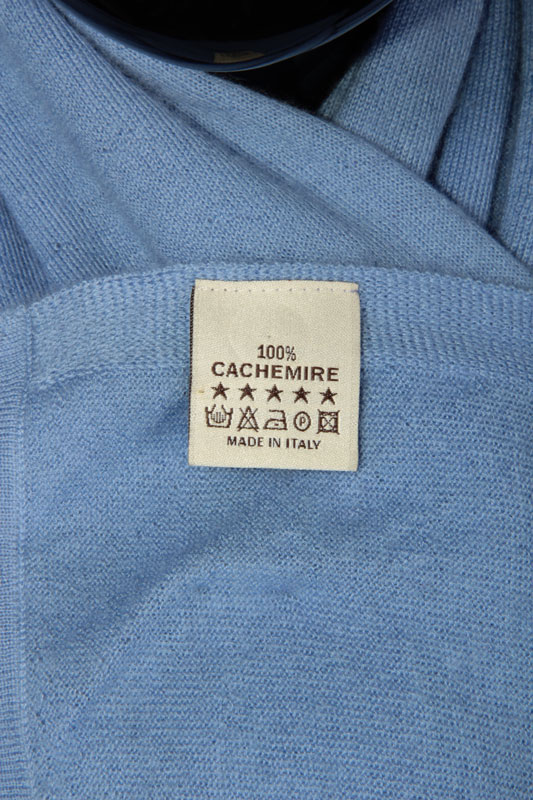 100%
CACHEMIRE
★★★★★
P
MADE IN ITALY